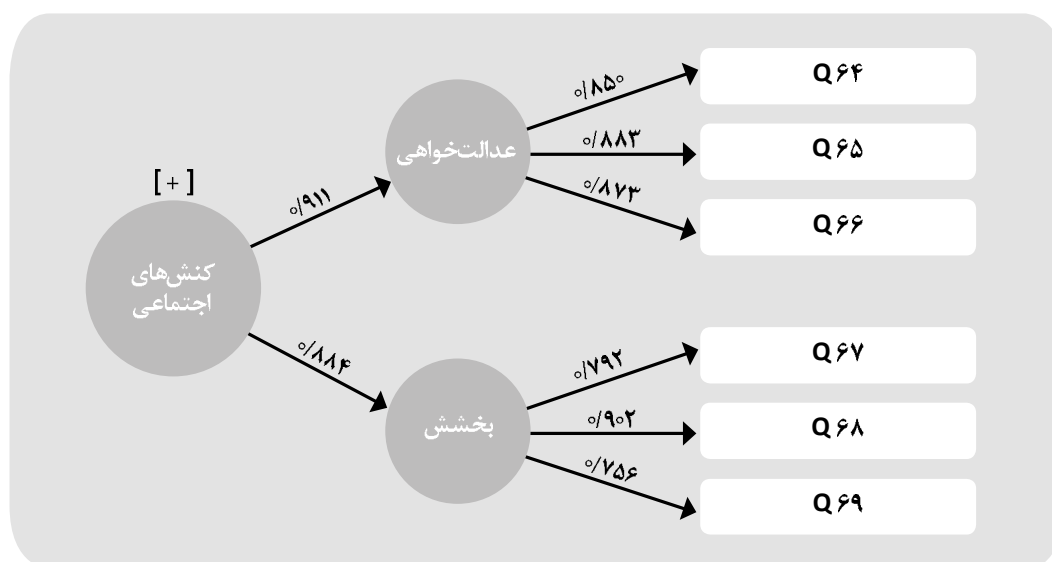 [+]
کنش‌های
اجتماعی
۰/۹۱۱
۰/۸۸۴
عدالت‌خواهی
۰/۸۵۰
۰/۸۸۳
۰/۸۷۳
Q۶۴
Q۶۵
Q۶۶
بخشش
۰/۷۹۲
۰/۹۰۲
۰/۷۵۶
Q۶۷
Q۶۸
Q۶۹